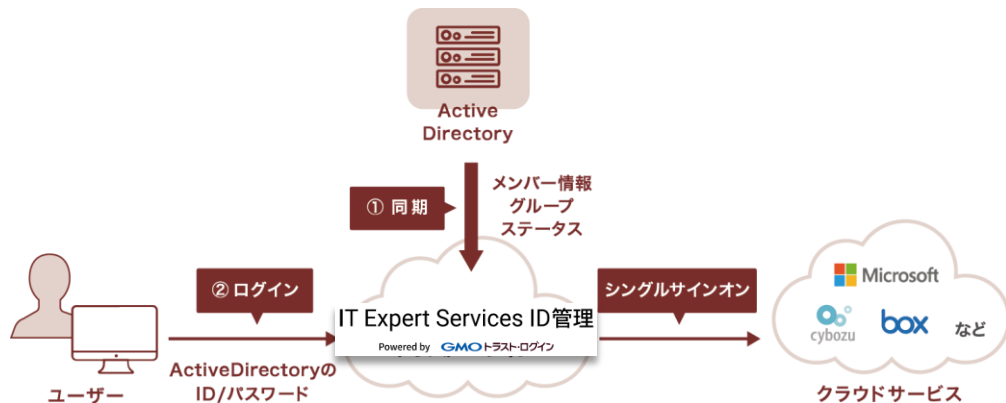 Active
Directory
① 同期
メンバー情報
グループ
ステータス
② ログイン
シングルサインオン
Microsoft
IT Expert Services ID管理
Powered by GMOトラスト・ログイン
cybozu
box
など
ActiveDirectoryの
ID/パスワード
ユーザー
クラウドサービス